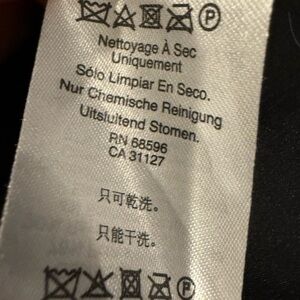 Nettoyage À Sec
Uniquement
Sólo Limpiar En Seco.
Nur Chemische Reinigung
Uitsluitend Stomen.
RN 68596
CA 31127
只可乾洗。
只能干洗。